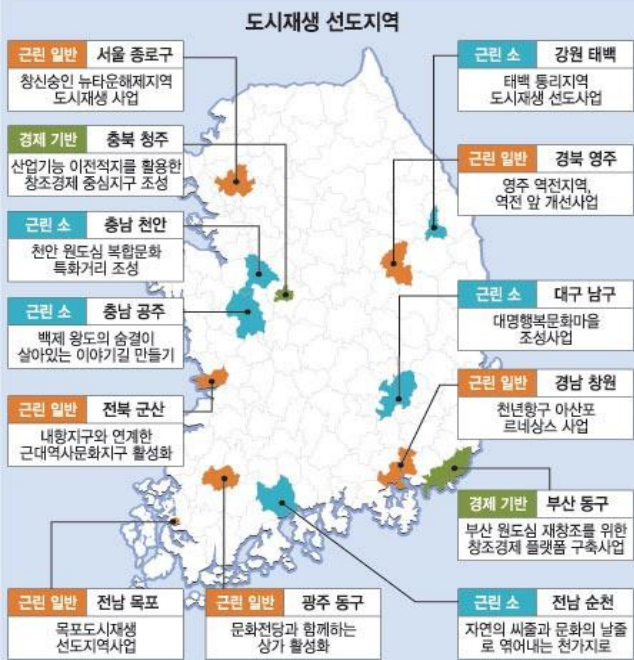 도시재생 선도지역
근린 일반 서울 종로구
창신숭인 뉴타운해제지역
도시재생 사업
경제 기반 충북 청주
산업기능 이전적지를 활용한
창조경제 중심지구 조성
근린 소 충남 천안
천안 원도심 복합문화
특화거리 조성
근린 소 충남 공주
백제 왕도의 숨결이
살아있는 이야기길 만들기
근린 일반 전북 군산
내항지구와 연계한
근대역사문화지구 활성화
근린 일반 전남 목포
목포도시재생
선도지역사업
근린 일반 광주 동구
문화전당과 함께하는
상가 활성화
근린 소 강원 태백
태백 통리지역
도시재생 선도사업
근린 일반 경북 영주
영주 역전지역,
역전 앞 개선사업
근린 소 대구 남구
대명행복문화마을
조성사업
근린 일반 경남 창원
천년항구 아산포
르네상스 사업
경제 기반 부산 동구
부산 원도심 재창조를 위한
창조경제 플랫폼 구축사업
근린 소 전남 순천
자연의 씨줄과 문화의 날줄
로 엮어내는 천가지로